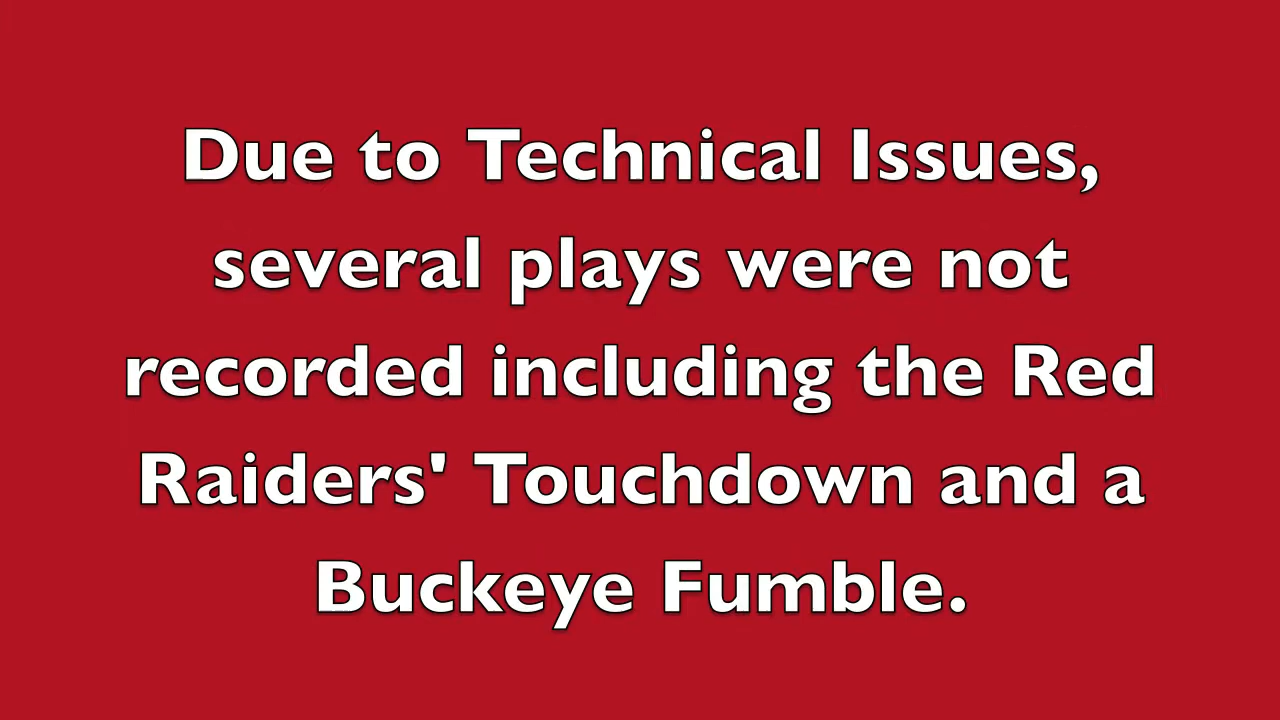 Due to Technical Issues,
several plays were not
recorded including the Red
Raiders' Touchdown and a
Buckeye Fumble.